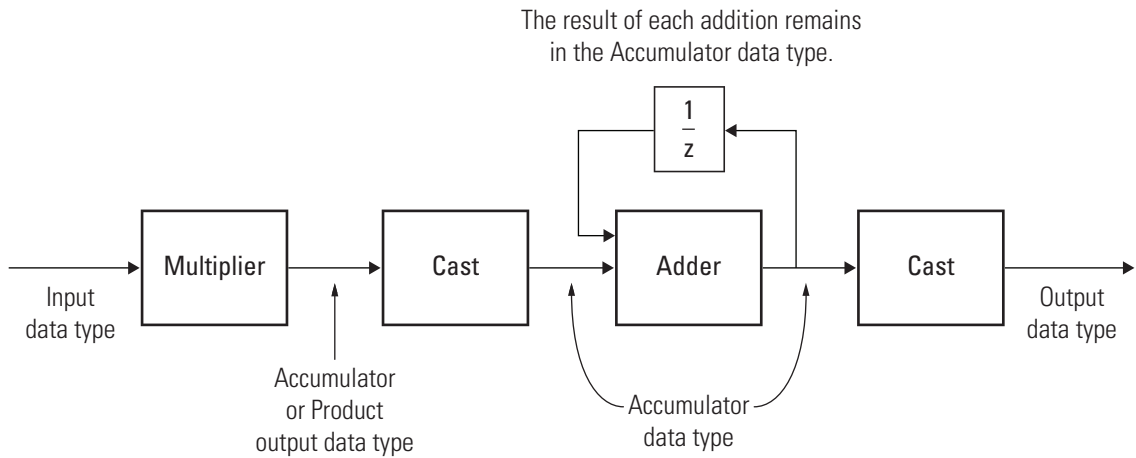 The result of each addition remains
in the Accumulator data type.
1
z
Multiplier
Cast
Adder
Cast
Input
data type
Output
data type
Accumulator
or Product
output data type
Accumulator
data type